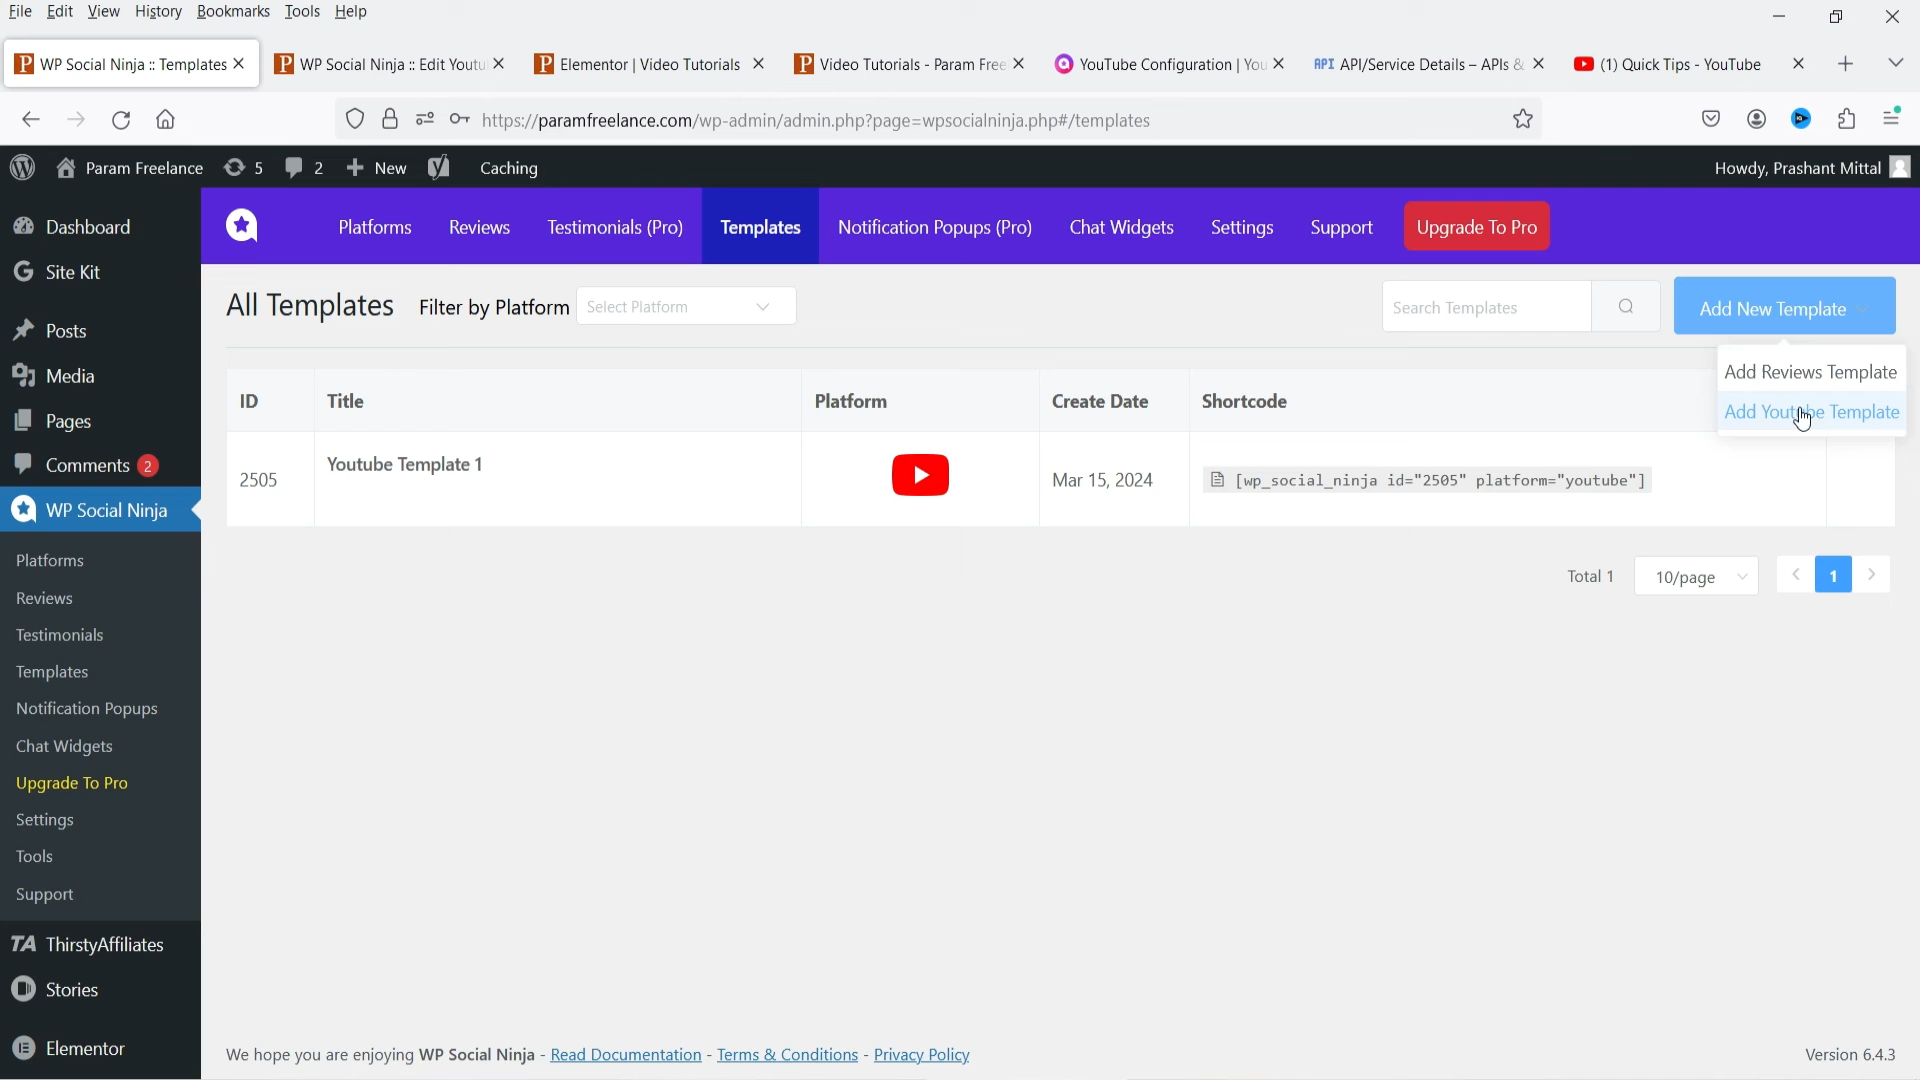 File Edit View History Bookmarks Tools Help
WP Social Ninja :: Templates WP Social Ninja :: Edit Youtu Elementor | Video Tutorials Video Tutorials - Param Free YouTube Configuration | You API API/Service Details – APIs & (1) Quick Tips - YouTube
https://paramfreelance.com/wp-admin/admin.php?page=wpsocialninja.php#/templates
Param Freelance 5 2 New Caching Howdy, Prashant Mittal
Dashboard
Site Kit
Posts
Media
Pages
Comments 2
WP Social Ninja
Platforms
Reviews
Testimonials
Templates
Notification Popups
Chat Widgets
Upgrade To Pro
Settings
Tools
Support
TA ThirstyAffiliates
Stories
Elementor
Platforms Reviews Testimonials (Pro) Templates Notification Popups (Pro) Chat Widgets Settings Support Upgrade To Pro
All Templates Filter by Platform Select Platform Search Templates Add New Template
Add Reviews Template
Add Youtube Template
ID Title Platform Create Date Shortcode
2505 Youtube Template 1 Mar 15, 2024 [wp_social_ninja id="2505" platform="youtube"]
Total 1 10/page 1
We hope you are enjoying WP Social Ninja - Read Documentation - Terms & Conditions - Privacy Policy Version 6.4.3